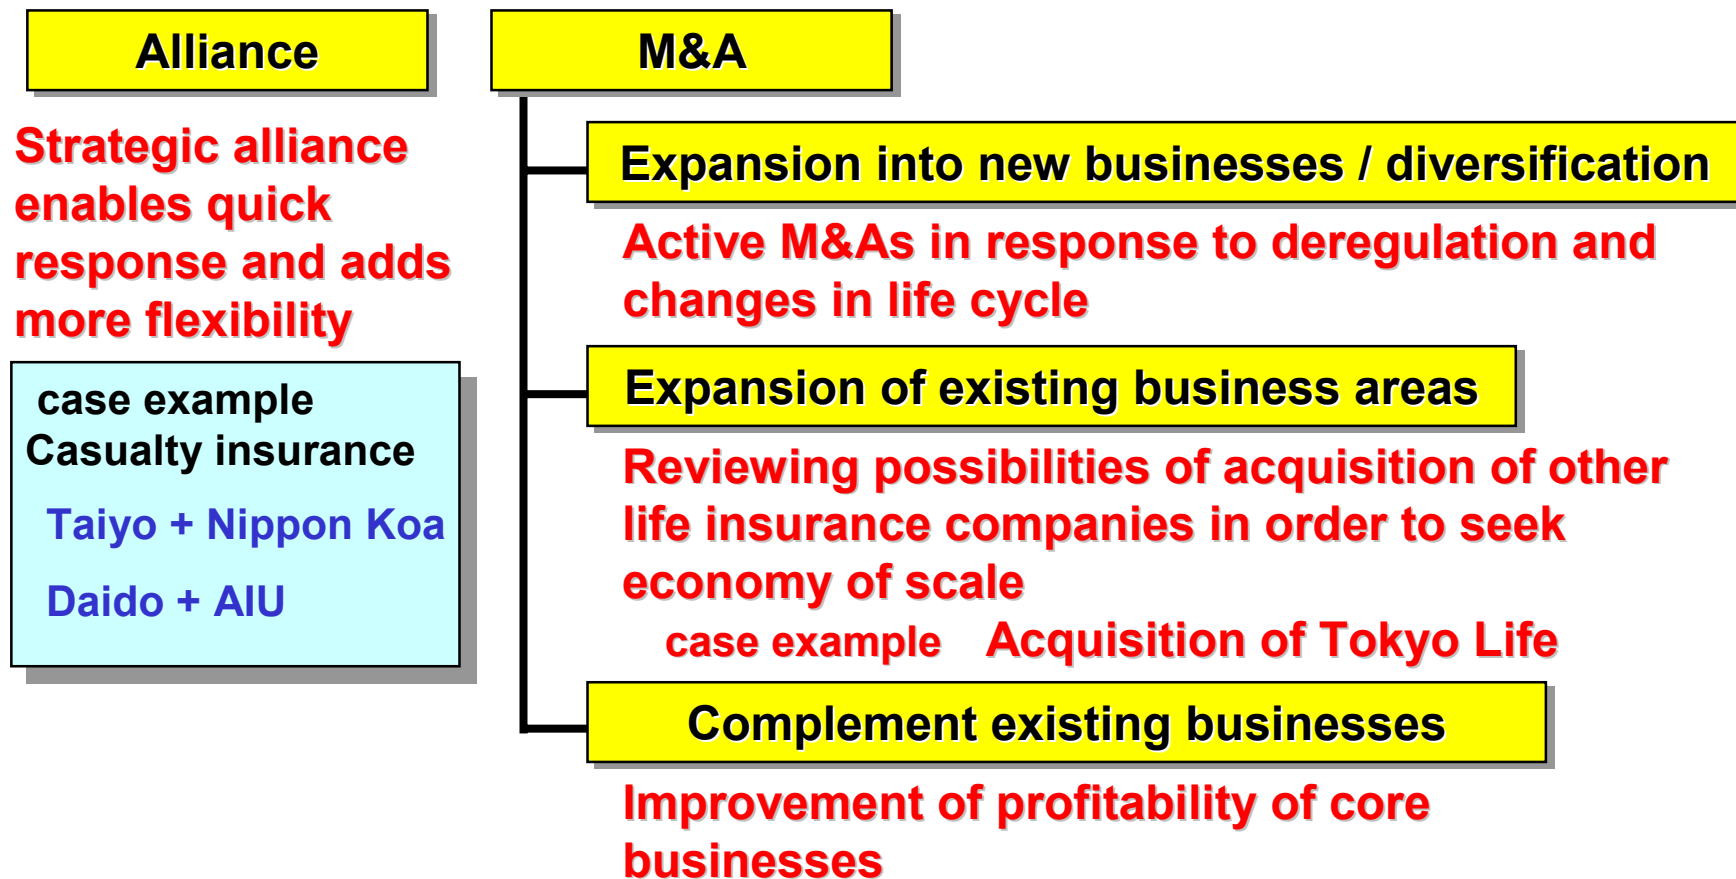 Alliance
Strategic alliance
enables quick
response and adds
more flexibility
case example
Casualty insurance
Taiyo + Nippon Koa
Daido + AIU
M&A
Expansion into new businesses / diversification
Active M&As in response to deregulation and
changes in life cycle
Expansion of existing business areas
Reviewing possibilities of acquisition of other
life insurance companies in order to seek
economy of scale
case example Acquisition of Tokyo Life
Complement existing businesses
Improvement of profitability of core
businesses